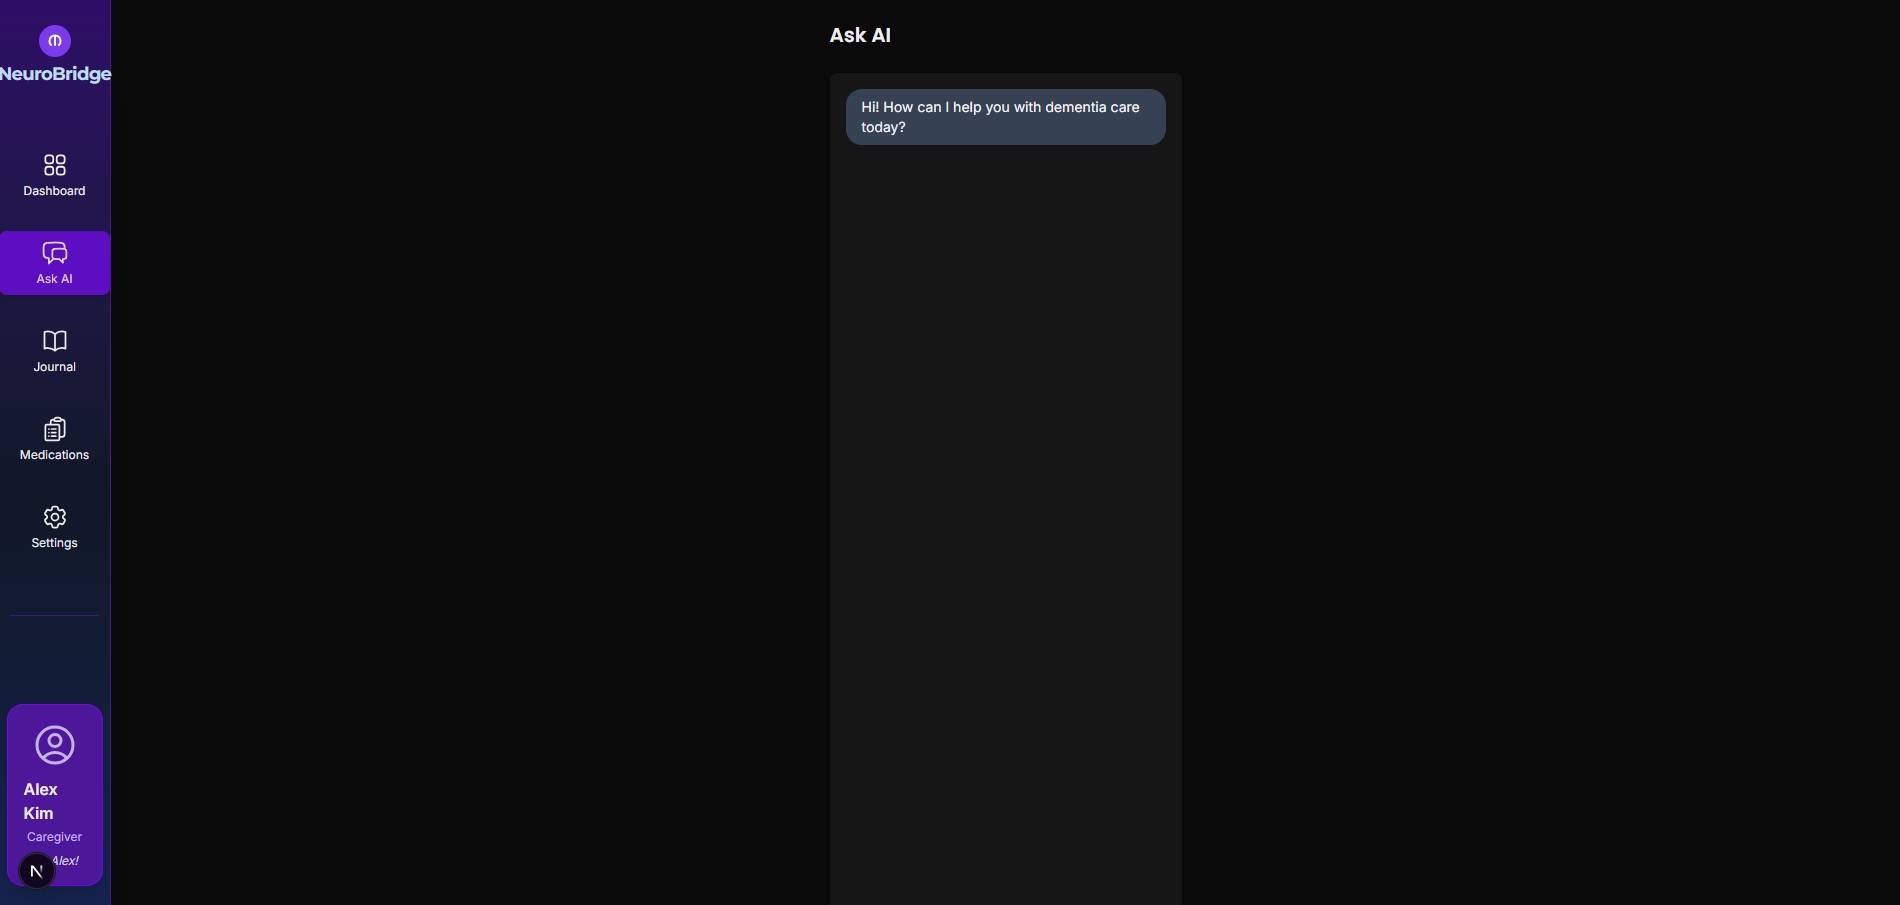 NeuroBridge
Dashboard
Ask AI
Journal
Medications
Settings
Alex
Kim
Caregiver
Alex!
N
Ask AI
Hi! How can I help you with dementia care
today?